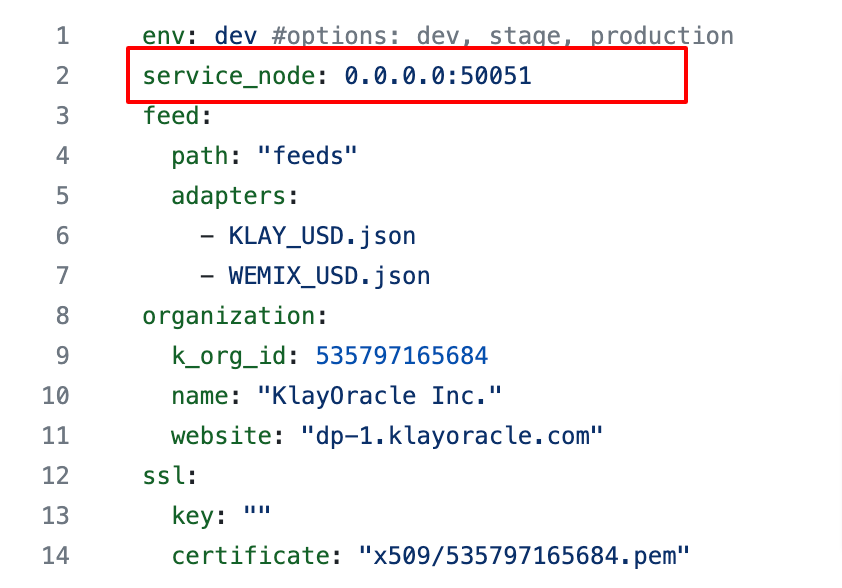 1 env: dev #options: dev, stage, production
2 service_node: 0.0.0.0:50051
3 feed:
4   path: "feeds"
5   adapters:
6     - KLAY_USD.json
7     - WEMIX_USD.json
8 organization:
9   k_org_id: 535797165684
10   name: "KlayOracle Inc."
11   website: "dp-1.klayoracle.com"
12 ssl:
13   key: ""
14   certificate: "x509/535797165684.pem"